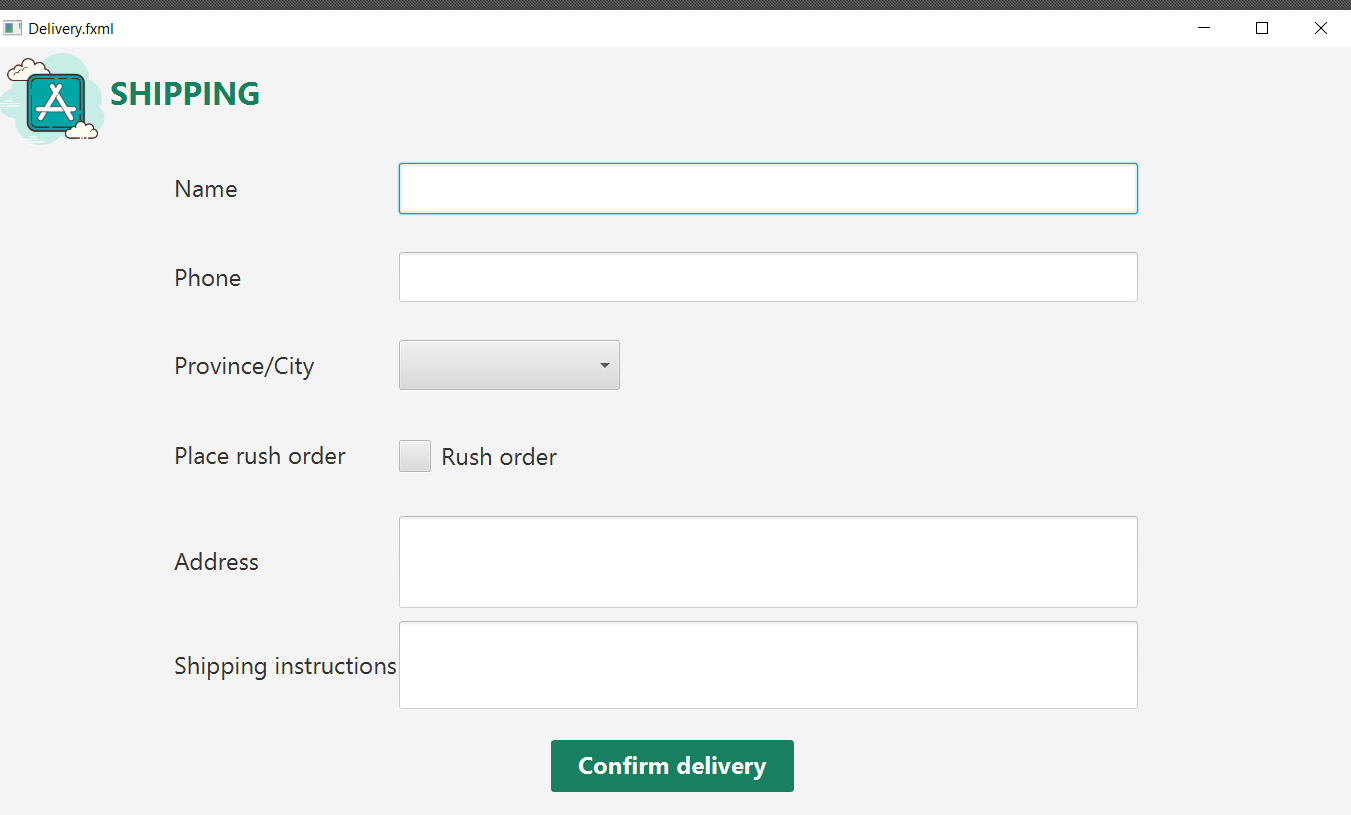 Delivery.fxml
SHIPPING
Name
Phone
Province/City
Place rush order
Rush order
Address
Shipping instructions
Confirm delivery